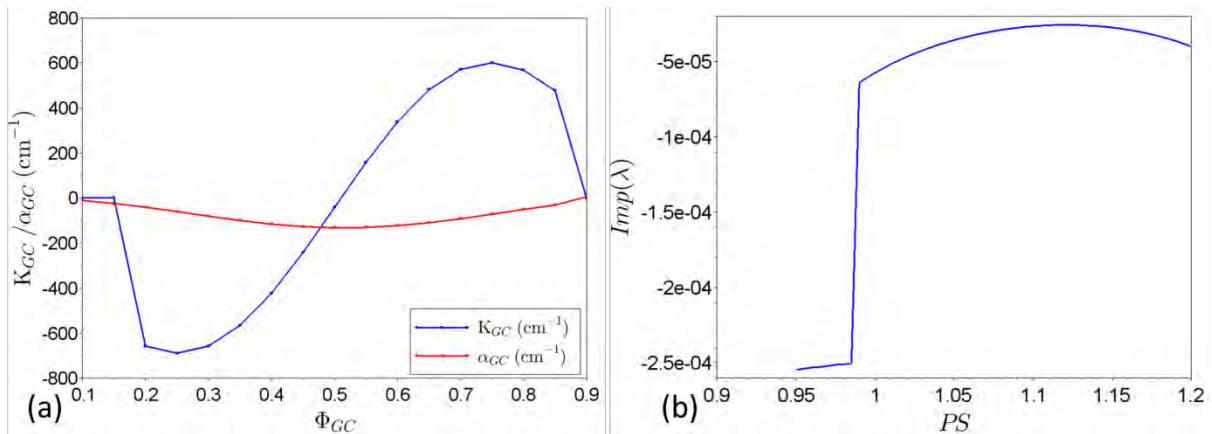 800
600
400
200
0
-200
-400
-600
-800
K_GC / α_GC (cm⁻¹)
0.1 0.2 0.3 0.4 0.5 0.6 0.7 0.8 0.9
Φ_GC
K_GC (cm⁻¹)
α_GC (cm⁻¹)
(a)
-5e-05
-1e-04
-1.5e-04
-2e-04
-2.5e-04
Imp(λ)
0.9 0.95 1 1.05 1.1 1.15 1.2
PS
(b)